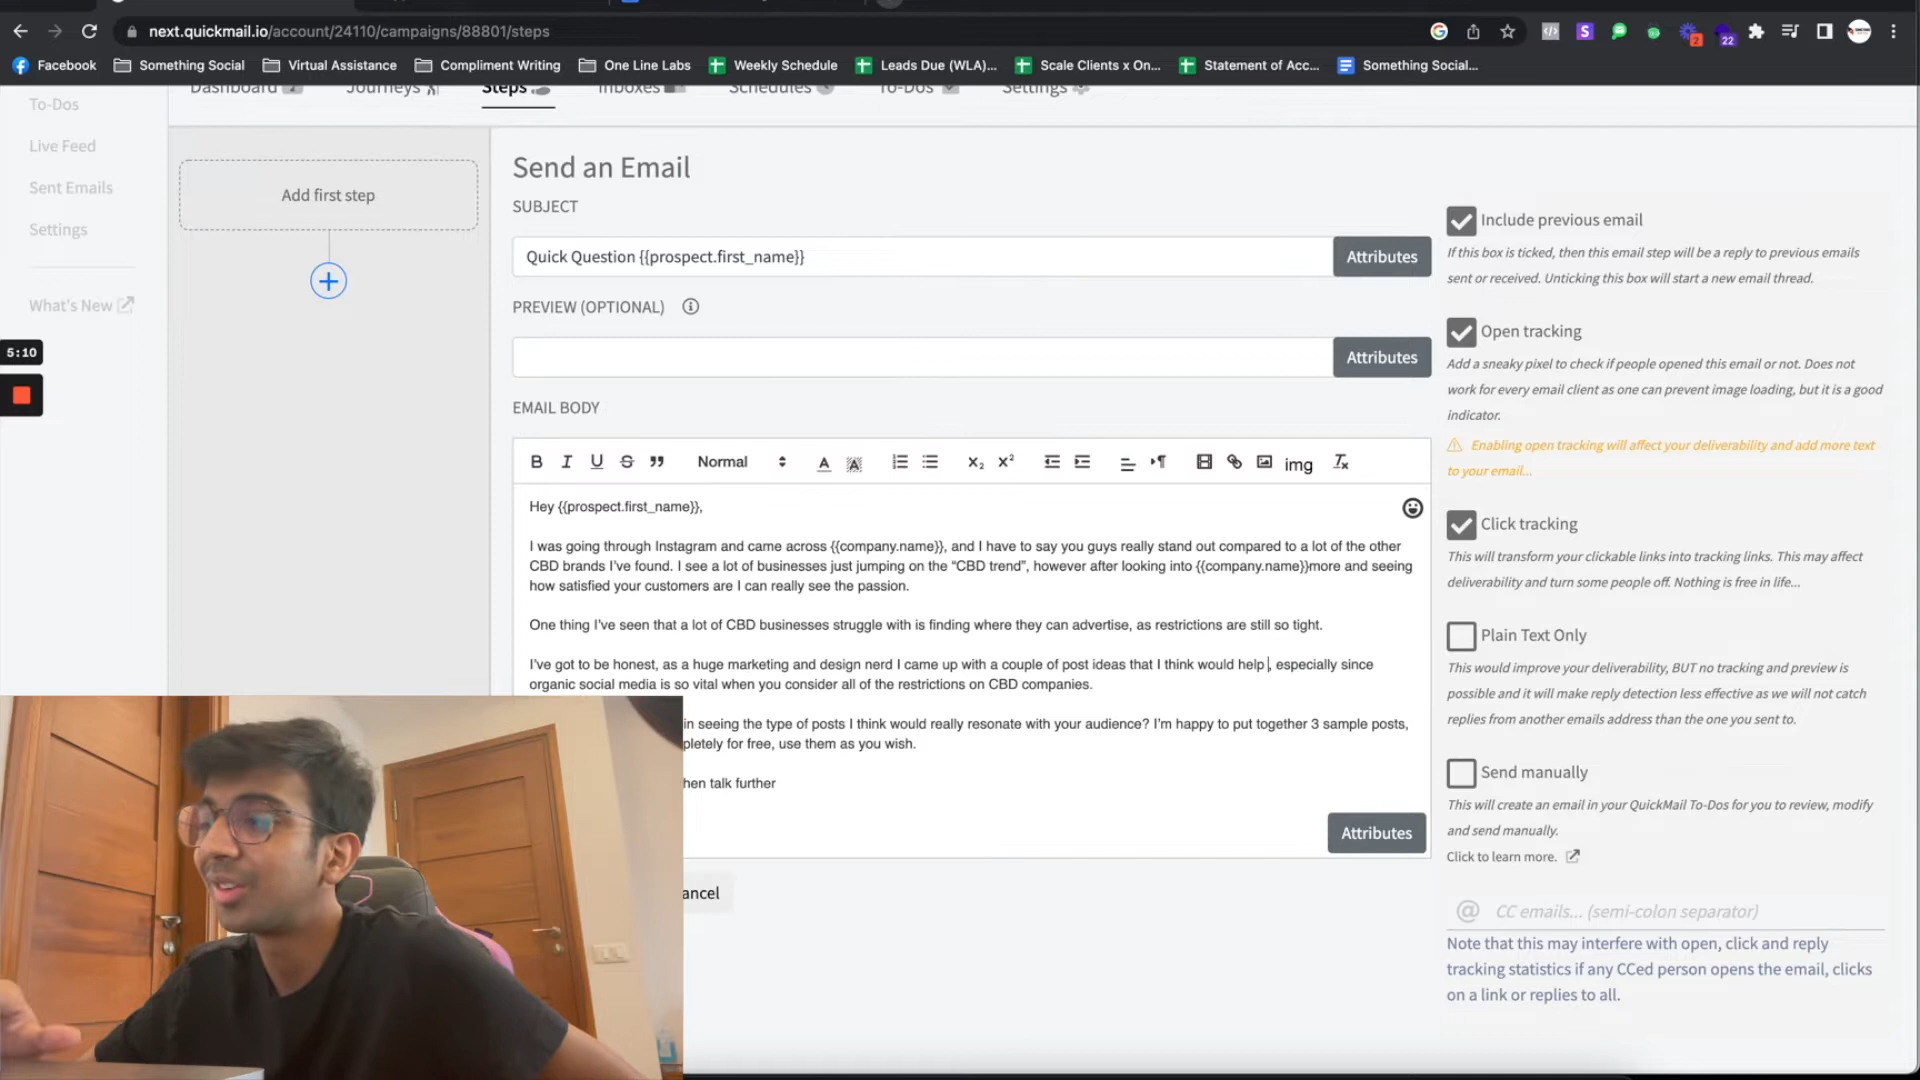 next.quickmail.io/account/24110/campaigns/88801/steps
2
22
Facebook
Something Social
Virtual Assistance
Compliment Writing
One Line Labs
Weekly Schedule
Leads Due (WLA)...
Scale Clients x On...
Statement of Acc...
Something Social...
Dashboard
Journeys
Steps
Inboxes
Schedules
To-Dos
Settings
To-Dos
Live Feed
Sent Emails
Settings
What's New
5:10
Add first step
Send an Email
SUBJECT
Quick Question {{prospect.first_name}}
Attributes
PREVIEW (OPTIONAL)
Attributes
EMAIL BODY
Normal
img
Hey {{prospect.first_name}},
I was going through Instagram and came across {{company.name}}, and I have to say you guys really stand out compared to a lot of the other
CBD brands I've found. I see a lot of businesses just jumping on the “CBD trend”, however after looking into {{company.name}}more and seeing
how satisfied your customers are I can really see the passion.
One thing I've seen that a lot of CBD businesses struggle with is finding where they can advertise, as restrictions are still so tight.
I've got to be honest, as a huge marketing and design nerd I came up with a couple of post ideas that I think would help , especially since
organic social media is so vital when you consider all of the restrictions on CBD companies.
in seeing the type of posts I think would really resonate with your audience? I'm happy to put together 3 sample posts,
pletely for free, use them as you wish.
hen talk further
Attributes
ancel
Include previous email
If this box is ticked, then this email step will be a reply to previous emails
sent or received. Unticking this box will start a new email thread.
Open tracking
Add a sneaky pixel to check if people opened this email or not. Does not
work for every email client as one can prevent image loading, but it is a good
indicator.
Enabling open tracking will affect your deliverability and add more text
to your email...
Click tracking
This will transform your clickable links into tracking links. This may affect
deliverability and turn some people off. Nothing is free in life...
Plain Text Only
This would improve your deliverability, BUT no tracking and preview is
possible and it will make reply detection less effective as we will not catch
replies from another emails address than the one you sent to.
Send manually
This will create an email in your QuickMail To-Dos for you to review, modify
and send manually.
Click to learn more.
@ CC emails... (semi-colon separator)
Note that this may interfere with open, click and reply
tracking statistics if any CCed person opens the email, clicks
on a link or replies to all.